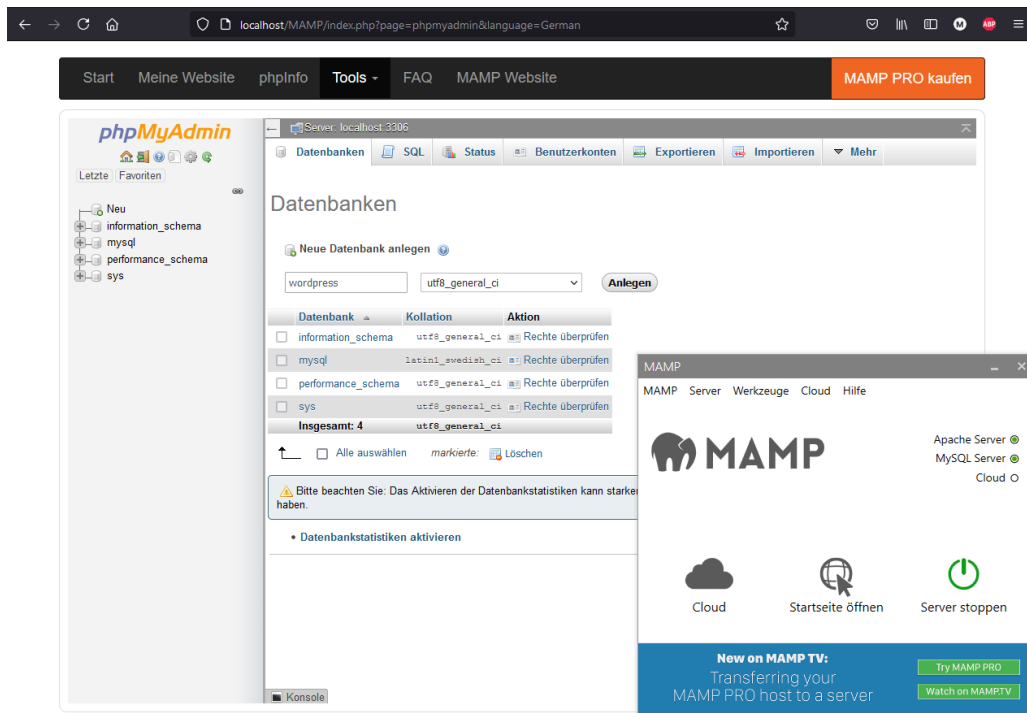 localhost/MAMP/index.php?page=phpmyadmin&language=German
M
ABP
Start Meine Website phpInfo Tools FAQ MAMP Website MAMP PRO kaufen
phpMyAdmin
Letzte Favoriten
Neu
information_schema
mysql
performance_schema
sys
Server: localhost:3306
Datenbanken SQL Status Benutzerkonten Exportieren Importieren Mehr
Datenbanken
Neue Datenbank anlegen
wordpress utf8_general_ci Anlegen
Datenbank Kollation Aktion
information_schema utf8_general_ci Rechte überprüfen
mysql latin1_swedish_ci Rechte überprüfen
performance_schema utf8_general_ci Rechte überprüfen
sys utf8_general_ci Rechte überprüfen
Insgesamt: 4 utf8_general_ci
Alle auswählen markierte: Löschen
Bitte beachten Sie: Das Aktivieren der Datenbankstatistiken kann starke
haben.
• Datenbankstatistiken aktivieren
Konsole
MAMP
MAMP Server Werkzeuge Cloud Hilfe
MAMP
Apache Server
MySQL Server
Cloud
Cloud Startseite öffnen Server stoppen
New on MAMP TV:
Transferring your
MAMP PRO host to a server
Try MAMP PRO
Watch on MAMP.TV